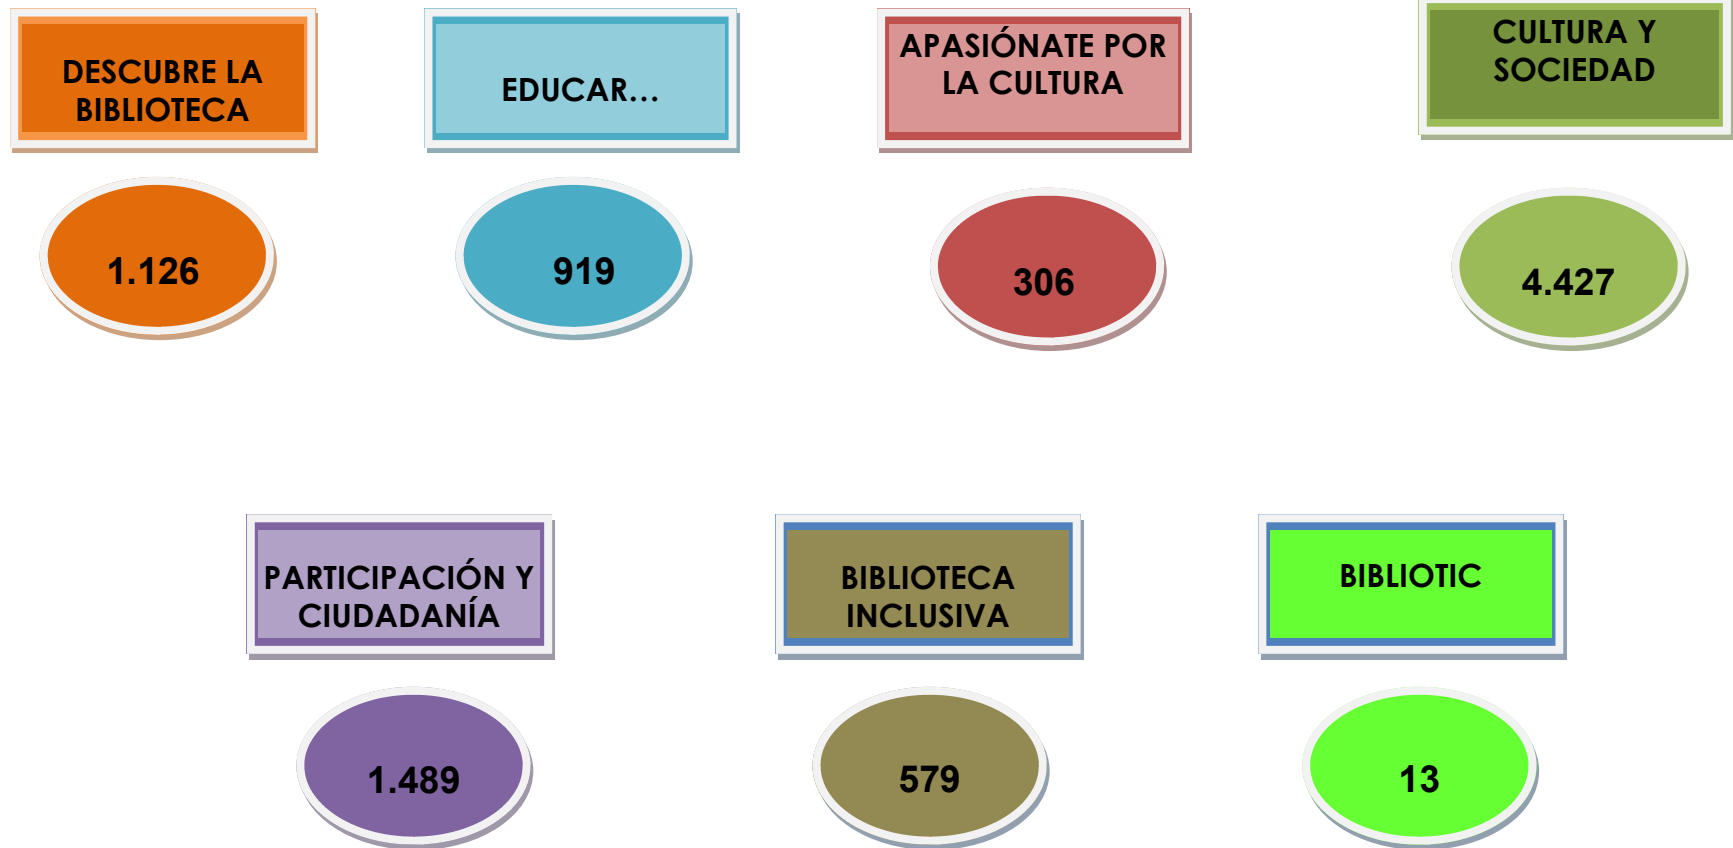 DESCUBRE LA
BIBLIOTECA
EDUCAR...
APASIÓNATE POR
LA CULTURA
CULTURA Y
SOCIEDAD
1.126
919
306
4.427
PARTICIPACIÓN Y
CIUDADANÍA
BIBLIOTECA
INCLUSIVA
BIBLIOTIC
1.489
579
13